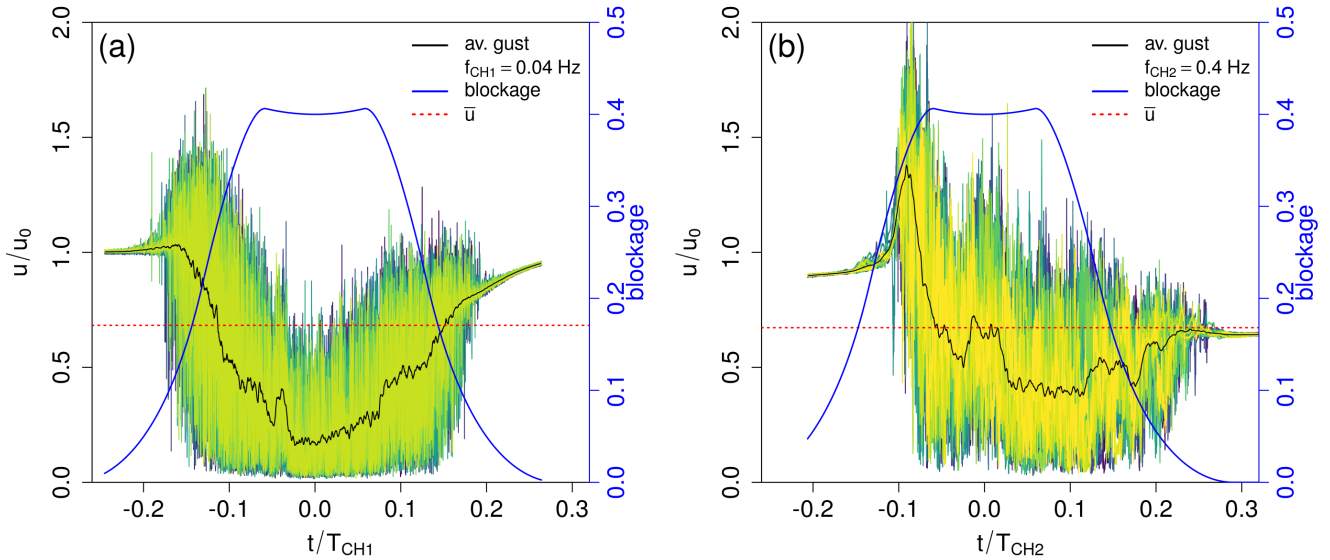 (a)
av. gust
f_CH1 = 0.04 Hz
blockage
u̅
u/u₀
0.0 0.5 1.0 1.5 2.0
blockage
0.0 0.1 0.2 0.3 0.4 0.5
-0.2 -0.1 0.0 0.1 0.2 0.3
t/T_CH1
(b)
av. gust
f_CH2 = 0.4 Hz
blockage
u̅
u/u₀
0.0 0.5 1.0 1.5 2.0
blockage
0.0 0.1 0.2 0.3 0.4 0.5
-0.2 -0.1 0.0 0.1 0.2 0.3
t/T_CH2